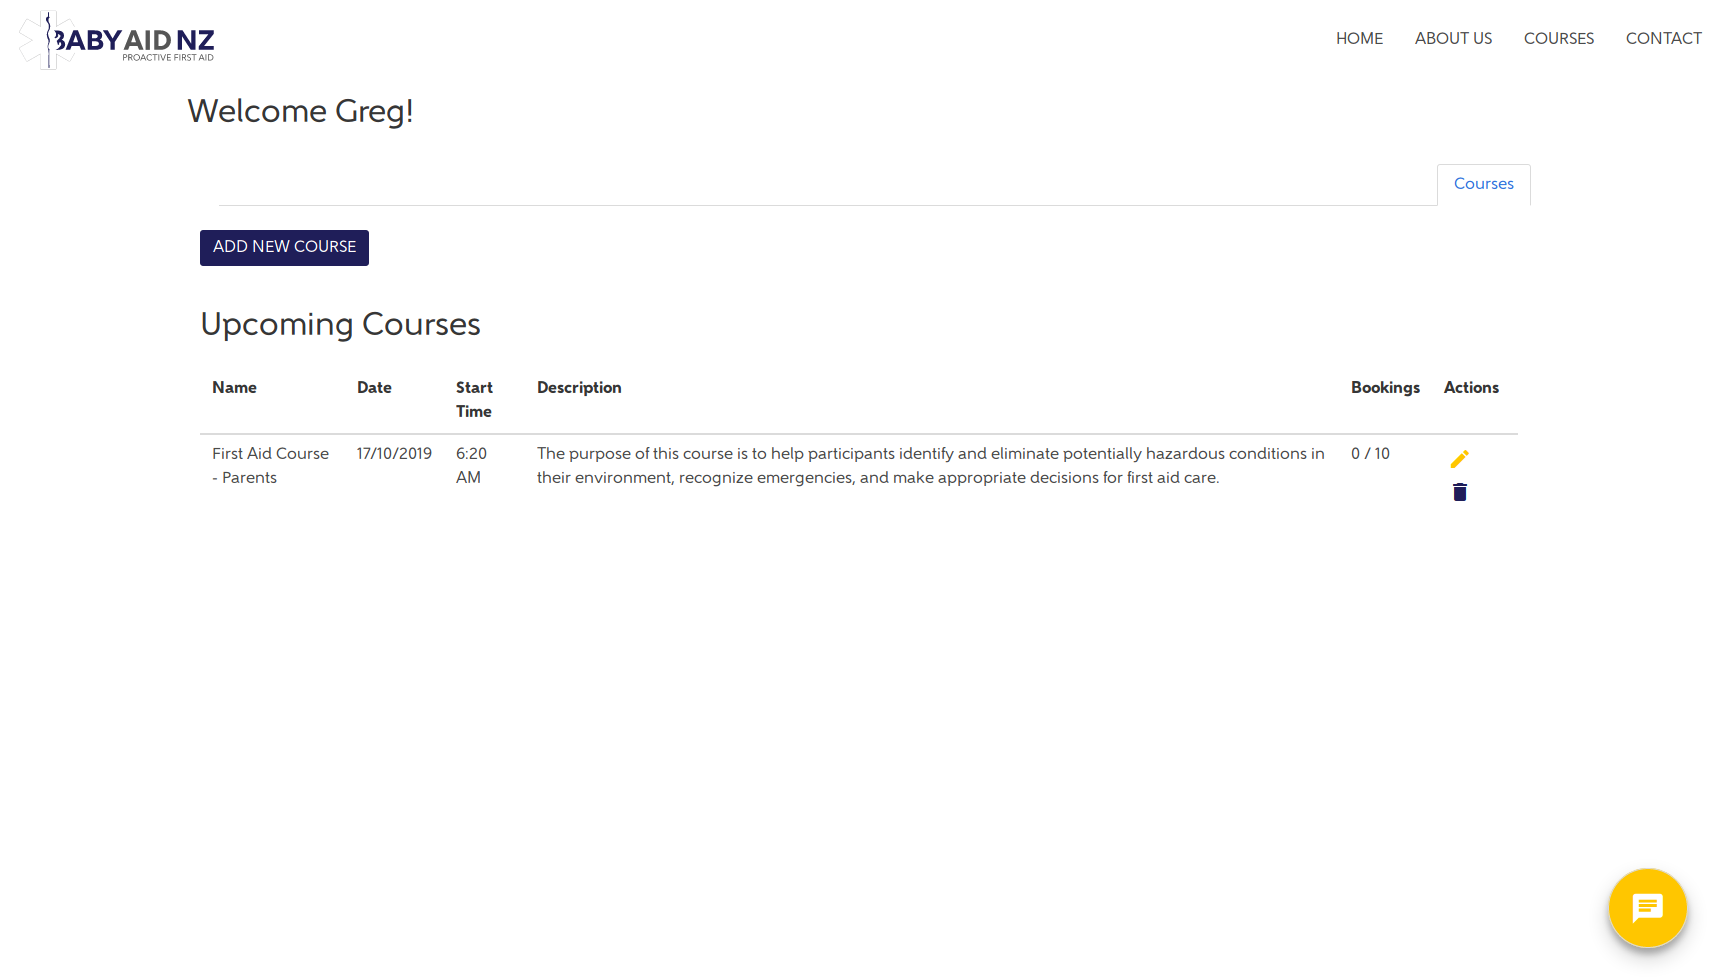 BABY AID NZ
PROACTIVE FIRST AID
HOME ABOUT US COURSES CONTACT
Welcome Greg!
Courses
ADD NEW COURSE
Upcoming Courses
Name Date Start Time Description Bookings Actions
First Aid Course - Parents 17/10/2019 6:20 AM The purpose of this course is to help participants identify and eliminate potentially hazardous conditions in their environment, recognize emergencies, and make appropriate decisions for first aid care. 0 / 10